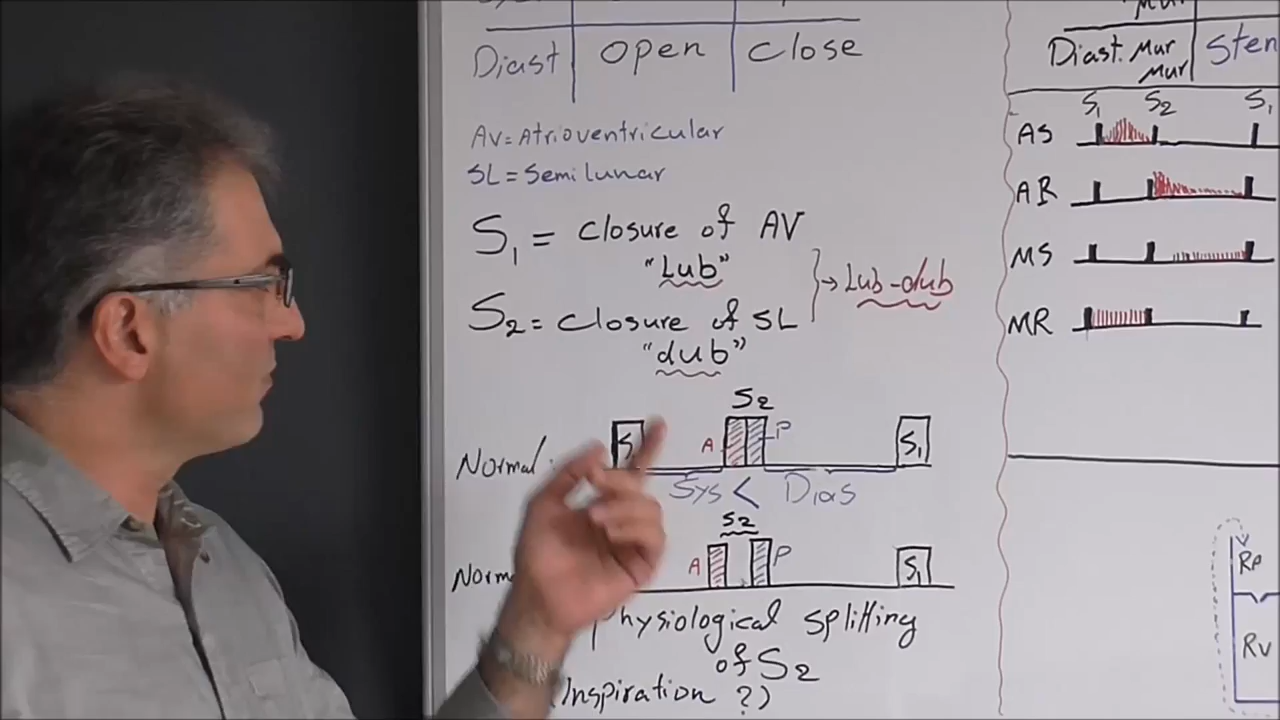 Diast open close
AV = Atrioventricular
SL = Semilunar
S₁ = closure of AV
"Lub"
S₂ = closure of SL
"dub"
→ Lub-dub
S₂
Normal: S₁ A P S₁
Sys < Dias
S₂
A P S₁
Physiological splitting
of S₂
(Inspiration ?)
Diast. Mur
Mur
S₁ S₂ S₁
AS
AR
MS
MR
RA
RV